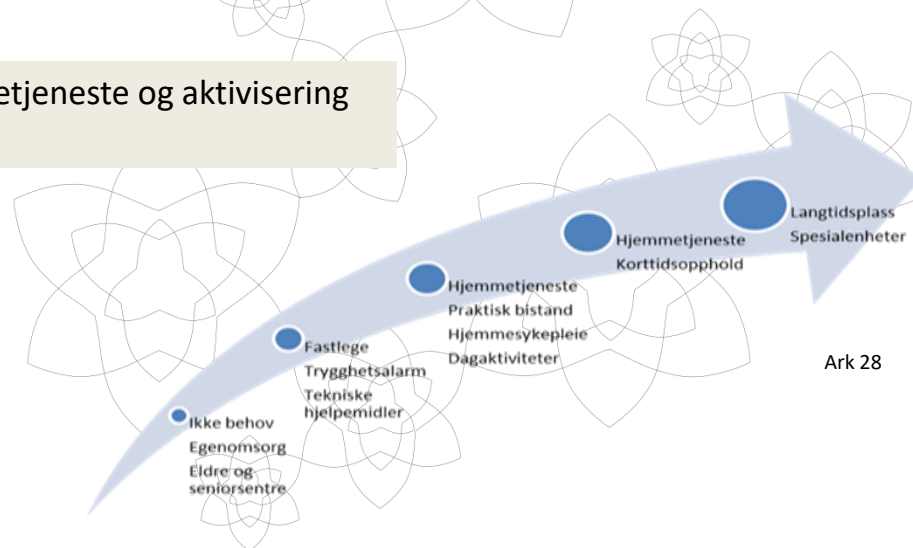 etjeneste og aktivisering
Ikke behov
Egenomsorg
Eldre og
seniorsentre
Fastlege
Trygghetsalarm
Tekniske
hjelpemidler
Hjemmetjeneste
Praktisk bistand
Hjemmesykepleie
Dagaktiviteter
Hjemmetjeneste
Korttidsopphold
Langtidsplass
Spesialenheter
Ark 28